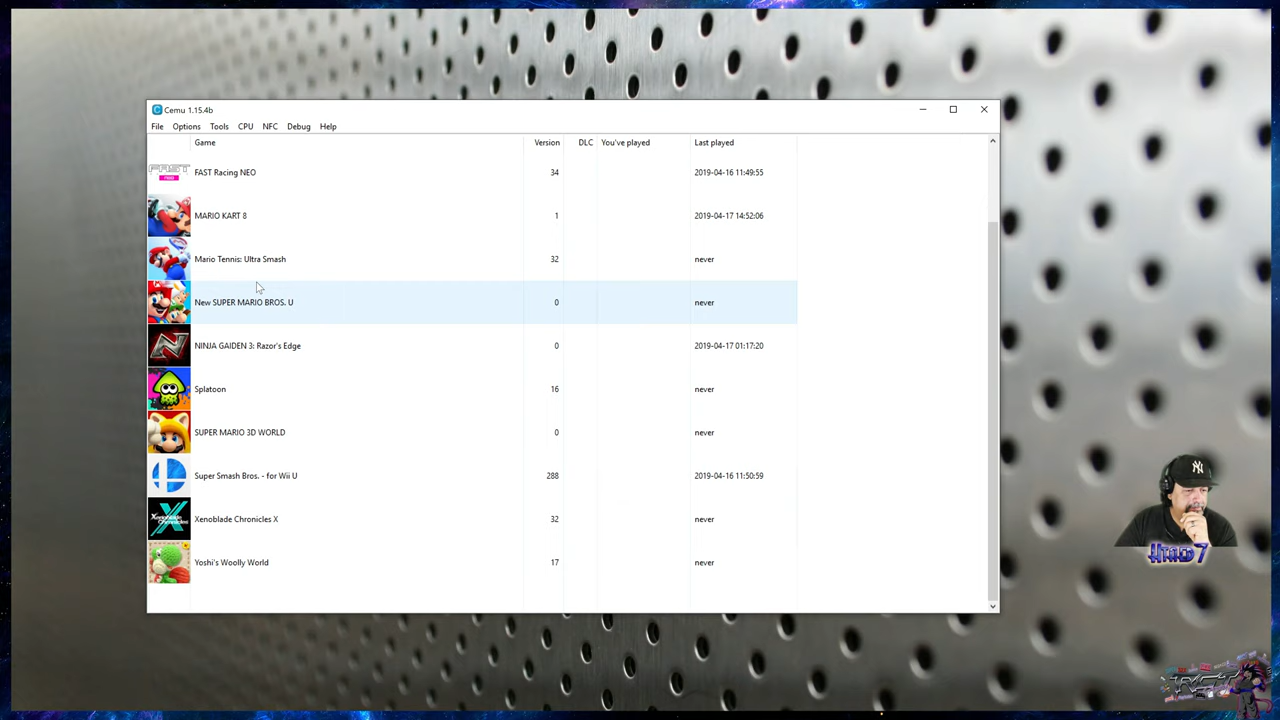 Cemu 1.15.4b
File Options Tools CPU NFC Debug Help
Game Version DLC You've played Last played
FAST Racing NEO 34 2019-04-16 11:49:55
MARIO KART 8 1 2019-04-17 14:52:06
Mario Tennis: Ultra Smash 32 never
New SUPER MARIO BROS. U 0 never
NINJA GAIDEN 3: Razor's Edge 0 2019-04-17 01:17:20
Splatoon 16 never
SUPER MARIO 3D WORLD 0 never
Super Smash Bros. - for Wii U 288 2019-04-16 11:50:59
Xenoblade Chronicles X 32 never
Yoshi's Woolly World 17 never